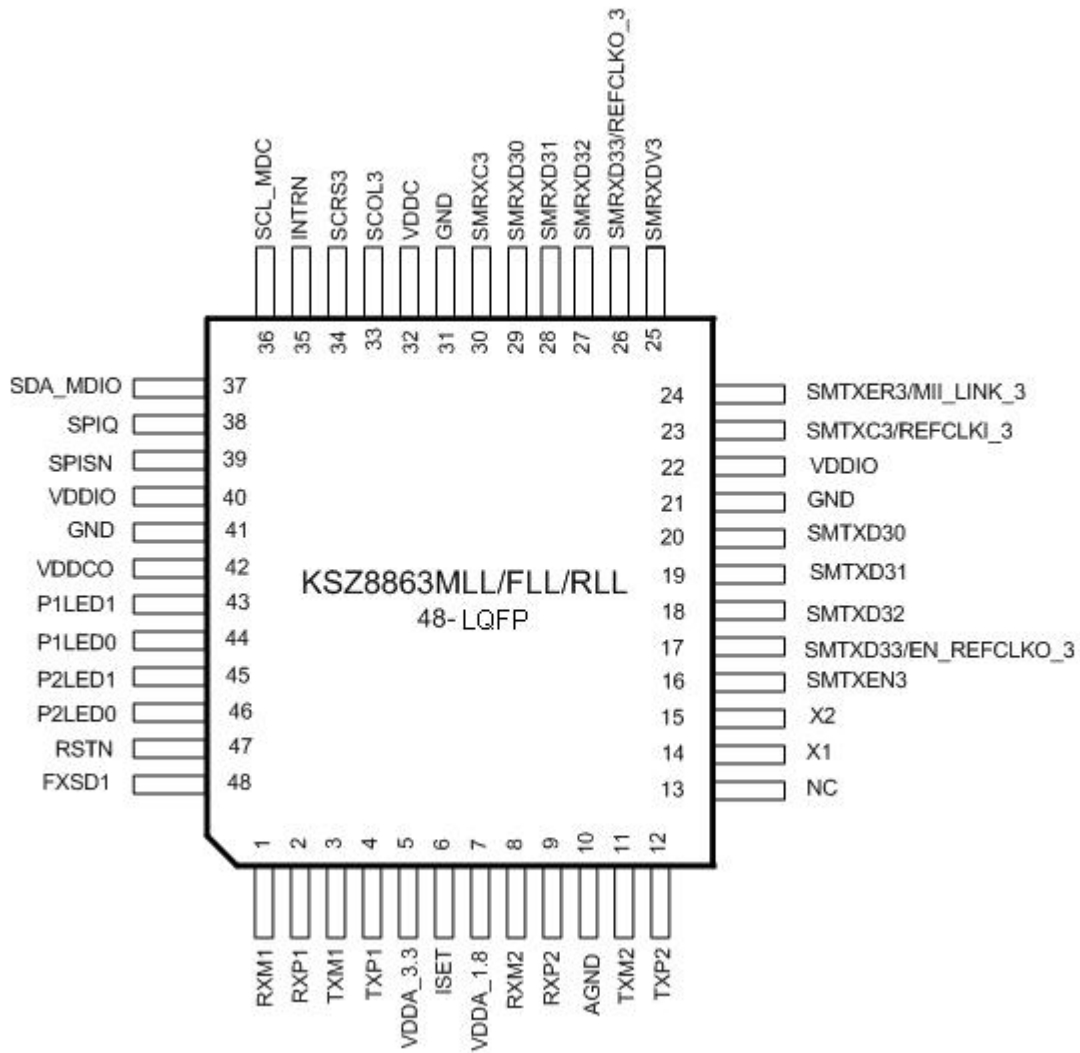 SCL_MDC
INTRN
SCRS3
SCOL3
VDDC
GND
SMRXC3
SMRXD30
SMRXD31
SMRXD32
SMRXD33/REFCLKO_3
SMRXDV3
36
35
34
33
32
31
30
29
28
27
26
25
SDA_MDIO 37
SPIQ 38
SPISN 39
VDDIO 40
GND 41
VDDCO 42
P1LED1 43
P1LED0 44
P2LED1 45
P2LED0 46
RSTN 47
FXSD1 48
KSZ8863MLL/FLL/RLL
48-LQFP
24 SMTXER3/MII_LINK_3
23 SMTXC3/REFCLKI_3
22 VDDIO
21 GND
20 SMTXD30
19 SMTXD31
18 SMTXD32
17 SMTXD33/EN_REFCLKO_3
16 SMTXEN3
15 X2
14 X1
13 NC
1
2
3
4
5
6
7
8
9
10
11
12
RXM1
RXP1
TXM1
TXP1
VDDA_3.3
ISET
VDDA_1.8
RXM2
RXP2
AGND
TXM2
TXP2